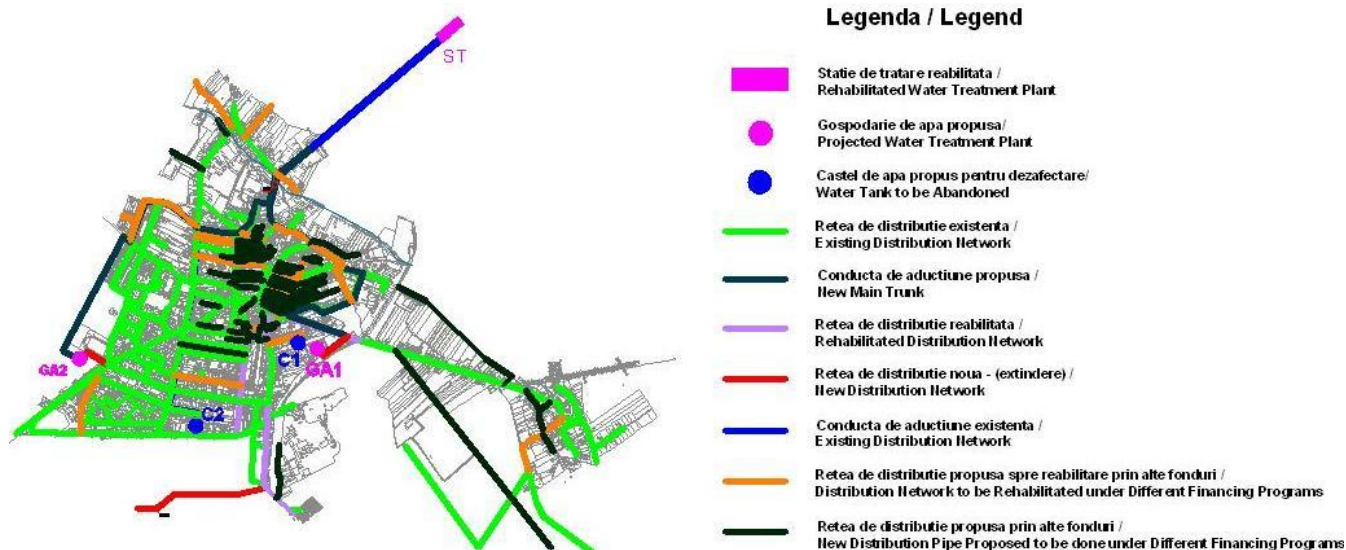 Legenda / Legend
ST
Statie de tratare reabilitata /
Rehabilitated Water Treatment Plant
Gospodarie de apa propusa/
Projected Water Treatment Plant
Castel de apa propus pentru dezafectare/
Water Tank to be Abandoned
Retea de distributie existenta /
Existing Distribution Network
Conducta de aductiune propusa /
New Main Trunk
Retea de distributie reabilitata /
Rehabilitated Distribution Network
C1
GA1
GA2
Retea de distributie noua - (extindere) /
New Distribution Network
C2
Conducta de aductiune existenta /
Existing Distribution Network
Retea de distributie propusa spre reabilitare prin alte fonduri /
Distribution Network to be Rehabilitated under Different Financing Programs
Retea de distributie propusa prin alte fonduri /
New Distribution Pipe Proposed to be done under Different Financing Programs